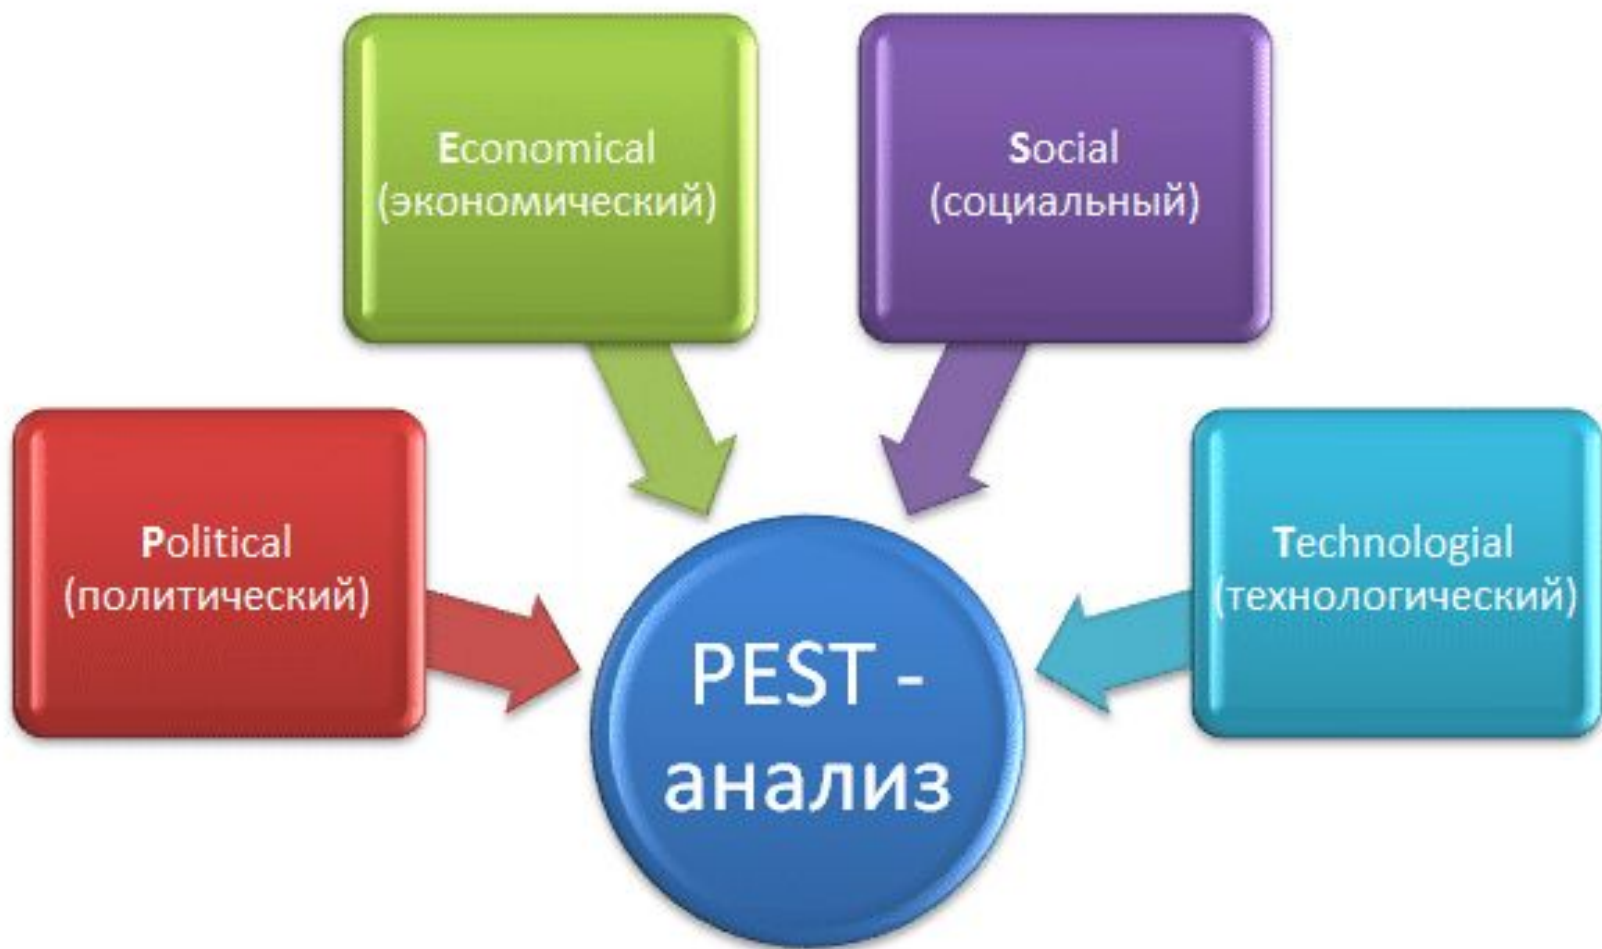 Economical
(экономический)
Social
(социальный)
Political
(политический)
Technologial
(технологический)
PEST -
анализ